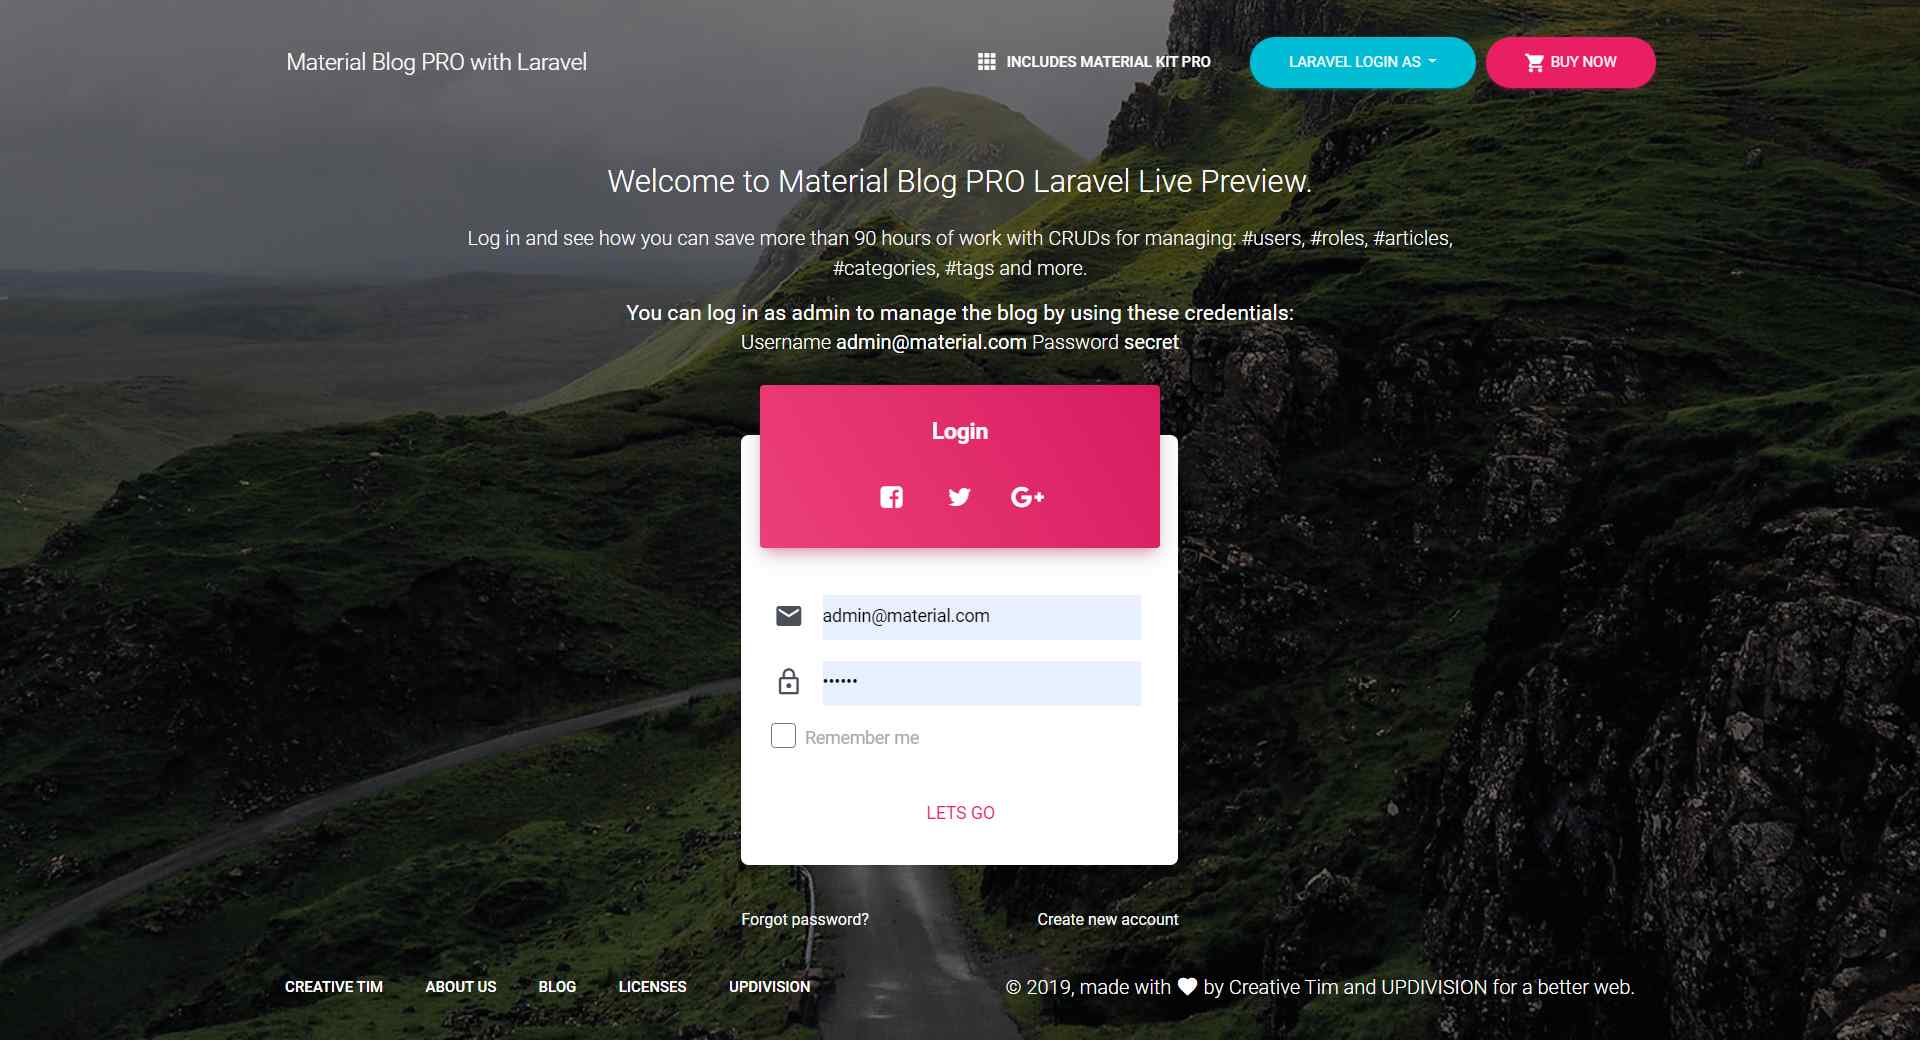 Material Blog PRO with Laravel
INCLUDES MATERIAL KIT PRO
LARAVEL LOGIN AS
BUY NOW
Welcome to Material Blog PRO Laravel Live Preview.
Log in and see how you can save more than 90 hours of work with CRUDs for managing: #users, #roles, #articles,
#categories, #tags and more.
You can log in as admin to manage the blog by using these credentials:
Username admin@material.com Password secret
Login
admin@material.com
••••••
Remember me
LETS GO
Forgot password?
Create new account
CREATIVE TIM
ABOUT US
BLOG
LICENSES
UPDIVISION
© 2019, made with ♥ by Creative Tim and UPDIVISION for a better web.